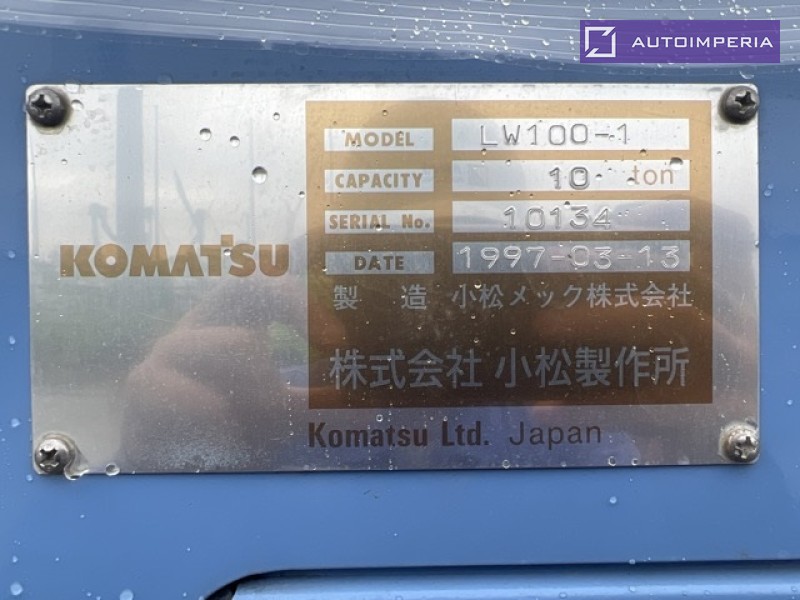 AUTOIMPERIA
MODEL LW100-1
CAPACITY 10 ton
SERIAL No. 10134
KOMATSU
DATE 1997-03-13
製造 小松メック株式会社
株式会社 小松製作所
Komatsu Ltd. Japan